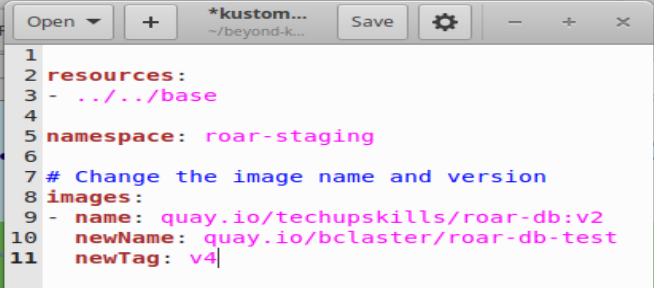 Open
+
*kustom...
~/beyond-k...
Save
1
2 resources:
3 - ../../base
4
5 namespace: roar-staging
6
7 # Change the image name and version
8 images:
9 - name: quay.io/techupskills/roar-db:v2
10   newName: quay.io/bclaster/roar-db-test
11   newTag: v4